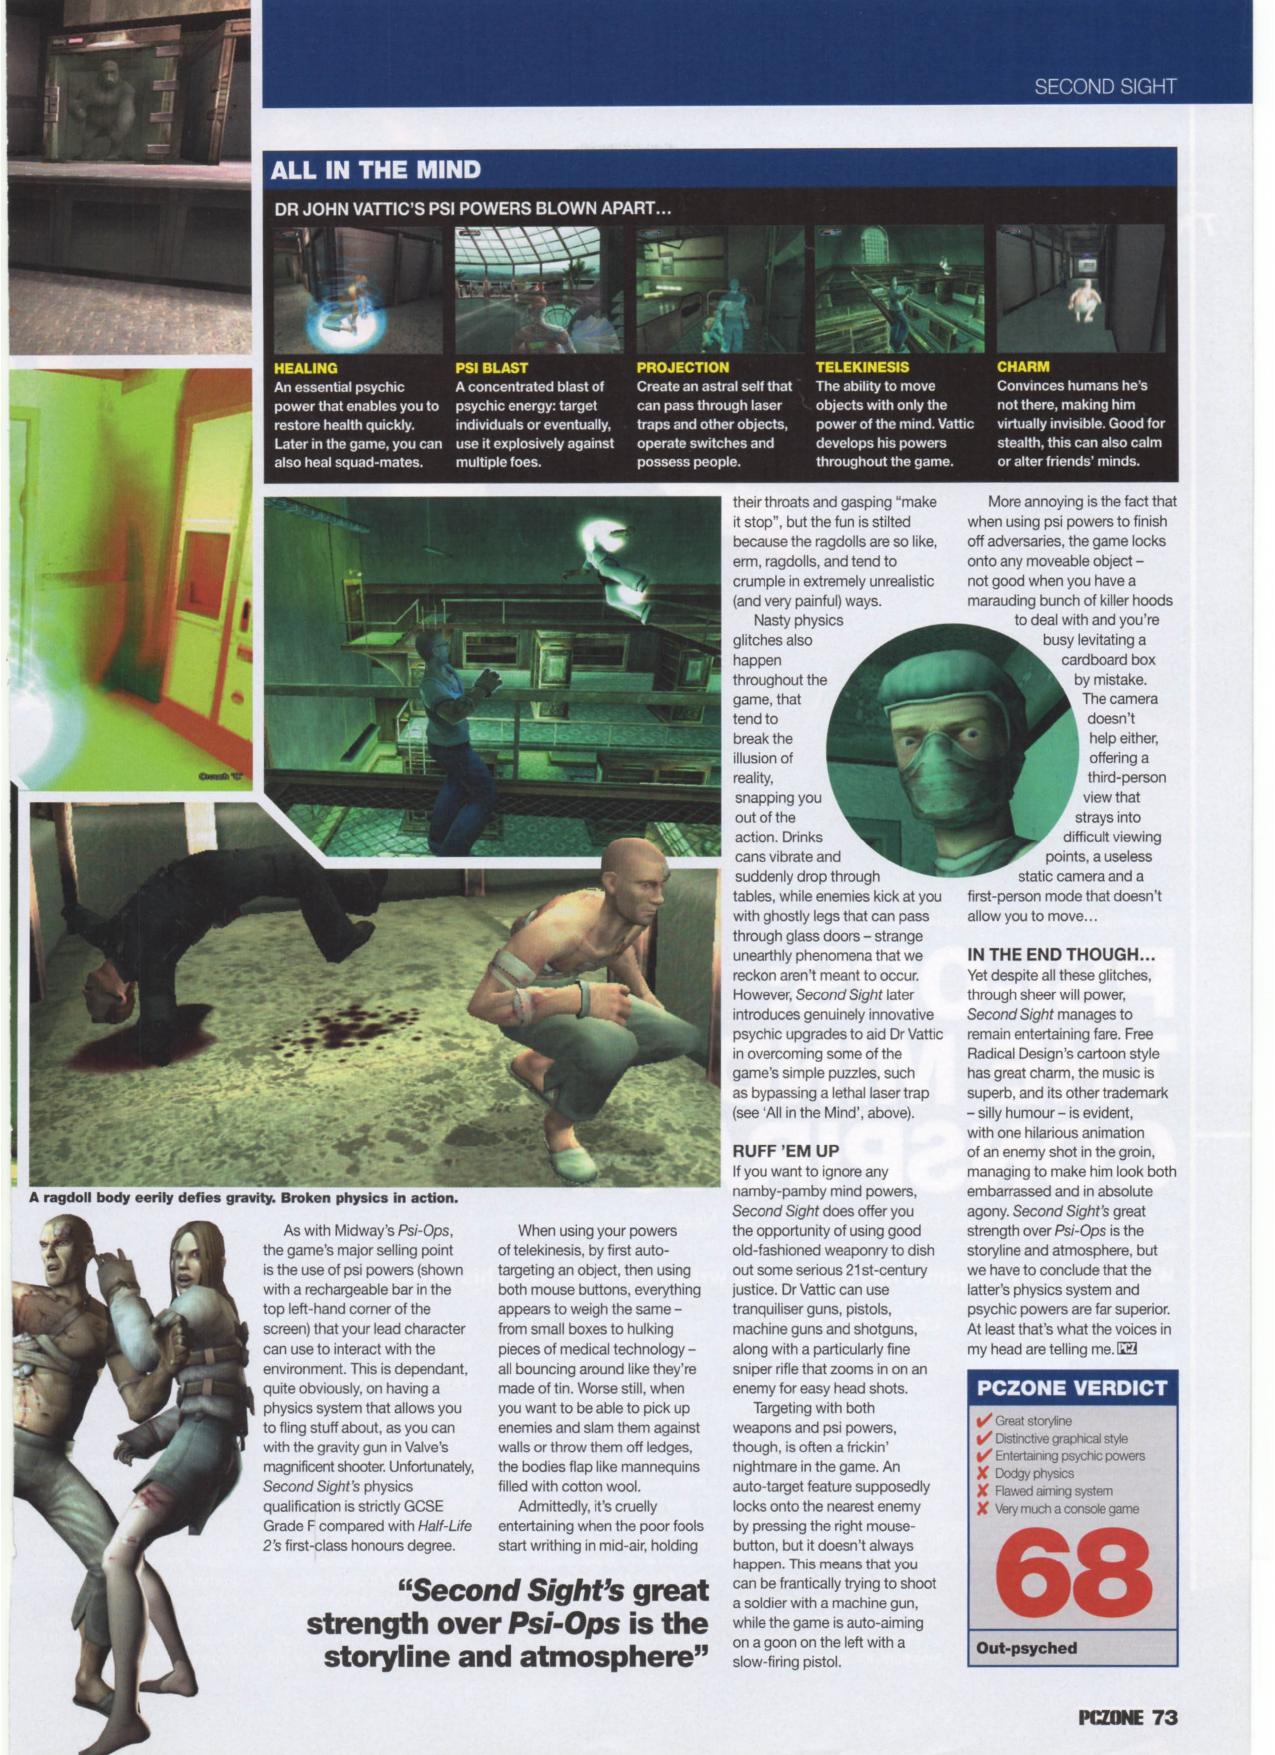 SECOND SIGHT
ALL IN THE MIND
DR JOHN VATTIC'S PSI POWERS BLOWN APART...
HEALING
An essential psychic
power that enables you to
restore health quickly.
Later in the game, you can
also heal squad-mates.
PSI BLAST
A concentrated blast of
psychic energy: target
individuals or eventually,
use it explosively against
multiple foes.
PROJECTION
Create an astral self that
can pass through laser
traps and other objects,
operate switches and
possess people.
TELEKINESIS
The ability to move
objects with only the
power of the mind. Vattic
develops his powers
throughout the game.
CHARM
Convinces humans he's
not there, making him
virtually invisible. Good for
stealth, this can also calm
or alter friends' minds.
A ragdoll body eerily defies gravity. Broken physics in action.
As with Midway's Psi-Ops,
the game's major selling point
is the use of psi powers (shown
with a rechargeable bar in the
top left-hand corner of the
screen) that your lead character
can use to interact with the
environment. This is dependant,
quite obviously, on having a
physics system that allows you
to fling stuff about, as you can
with the gravity gun in Valve's
magnificent shooter. Unfortunately,
Second Sight's physics
qualification is strictly GCSE
Grade F compared with Half-Life
2's first-class honours degree.
When using your powers
of telekinesis, by first auto-
targeting an object, then using
both mouse buttons, everything
appears to weigh the same –
from small boxes to hulking
pieces of medical technology –
all bouncing around like they're
made of tin. Worse still, when
you want to be able to pick up
enemies and slam them against
walls or throw them off ledges,
the bodies flap like mannequins
filled with cotton wool.
Admittedly, it's cruelly
entertaining when the poor fools
start writhing in mid-air, holding
"Second Sight's great
strength over Psi-Ops is the
storyline and atmosphere"
their throats and gasping "make
it stop", but the fun is stilted
because the ragdolls are so like,
erm, ragdolls, and tend to
crumple in extremely unrealistic
(and very painful) ways.
Nasty physics
glitches also
happen
throughout the
game, that
tend to
break the
illusion of
reality,
snapping you
out of the
action. Drinks
cans vibrate and
suddenly drop through
tables, while enemies kick at you
with ghostly legs that can pass
through glass doors – strange
unearthly phenomena that we
reckon aren't meant to occur.
However, Second Sight later
introduces genuinely innovative
psychic upgrades to aid Dr Vattic
in overcoming some of the
game's simple puzzles, such
as bypassing a lethal laser trap
(see 'All in the Mind', above).
RUFF 'EM UP
If you want to ignore any
namby-pamby mind powers,
Second Sight does offer you
the opportunity of using good
old-fashioned weaponry to dish
out some serious 21st-century
justice. Dr Vattic can use
tranquiliser guns, pistols,
machine guns and shotguns,
along with a particularly fine
sniper rifle that zooms in on an
enemy for easy head shots.
Targeting with both
weapons and psi powers,
though, is often a frickin'
nightmare in the game. An
auto-target feature supposedly
locks onto the nearest enemy
by pressing the right mouse-
button, but it doesn't always
happen. This means that you
can be frantically trying to shoot
a soldier with a machine gun,
while the game is auto-aiming
on a goon on the left with a
slow-firing pistol.
More annoying is the fact that
when using psi powers to finish
off adversaries, the game locks
onto any moveable object –
not good when you have a
marauding bunch of killer hoods
to deal with and you're
busy levitating a
cardboard box
by mistake.
The camera
doesn't
help either,
offering a
third-person
view that
strays into
difficult viewing
points, a useless
static camera and a
first-person mode that doesn't
allow you to move...
IN THE END THOUGH...
Yet despite all these glitches,
through sheer will power,
Second Sight manages to
remain entertaining fare. Free
Radical Design's cartoon style
has great charm, the music is
superb, and its other trademark
– silly humour – is evident,
with one hilarious animation
of an enemy shot in the groin,
managing to make him look both
embarrassed and in absolute
agony. Second Sight's great
strength over Psi-Ops is the
storyline and atmosphere, but
we have to conclude that the
latter's physics system and
psychic powers are far superior.
At least that's what the voices in
my head are telling me. PCZ
PCZONE VERDICT
✓ Great storyline
✓ Distinctive graphical style
✓ Entertaining psychic powers
✗ Dodgy physics
✗ Flawed aiming system
✗ Very much a console game
68
Out-psyched
PCZONE 73